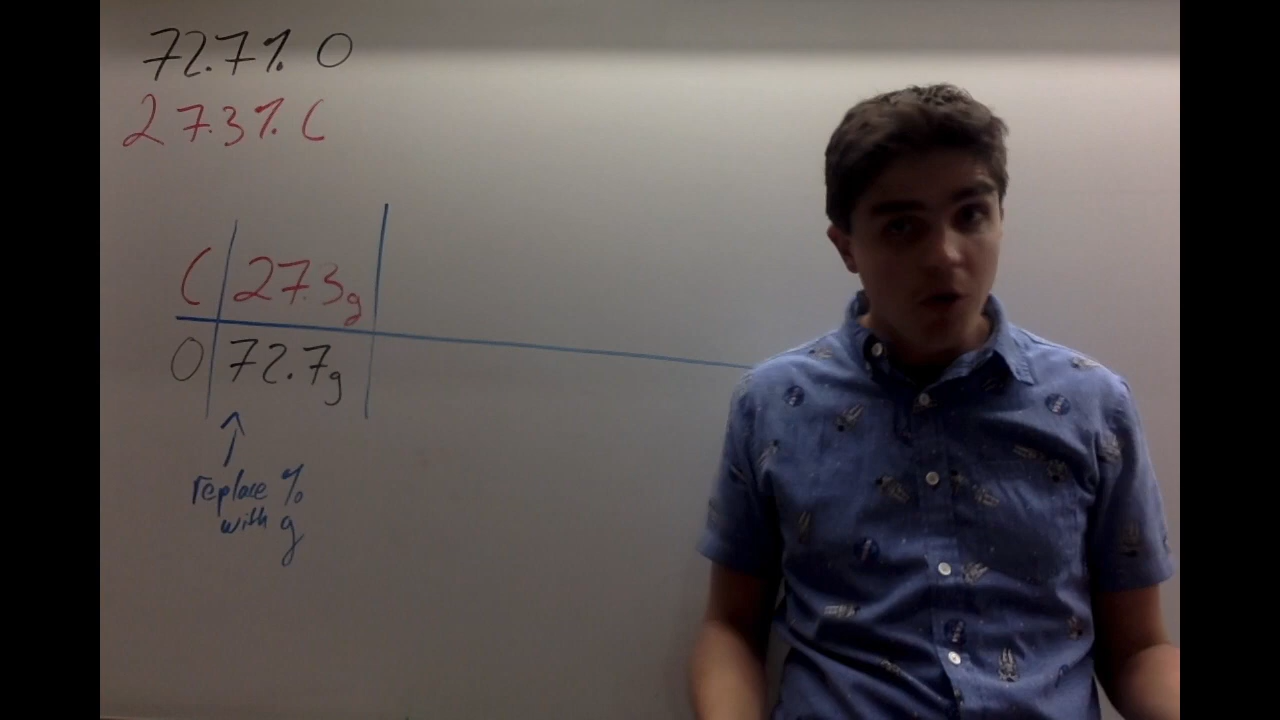 72.7% O
27.3% C
C 27.3g
O 72.7g
replace %
with g